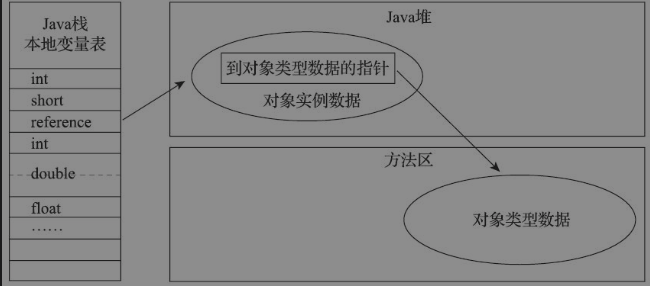 Java栈
本地变量表
int
short
reference
int
double
float
……
Java堆
到对象类型数据的指针
对象实例数据
方法区
对象类型数据